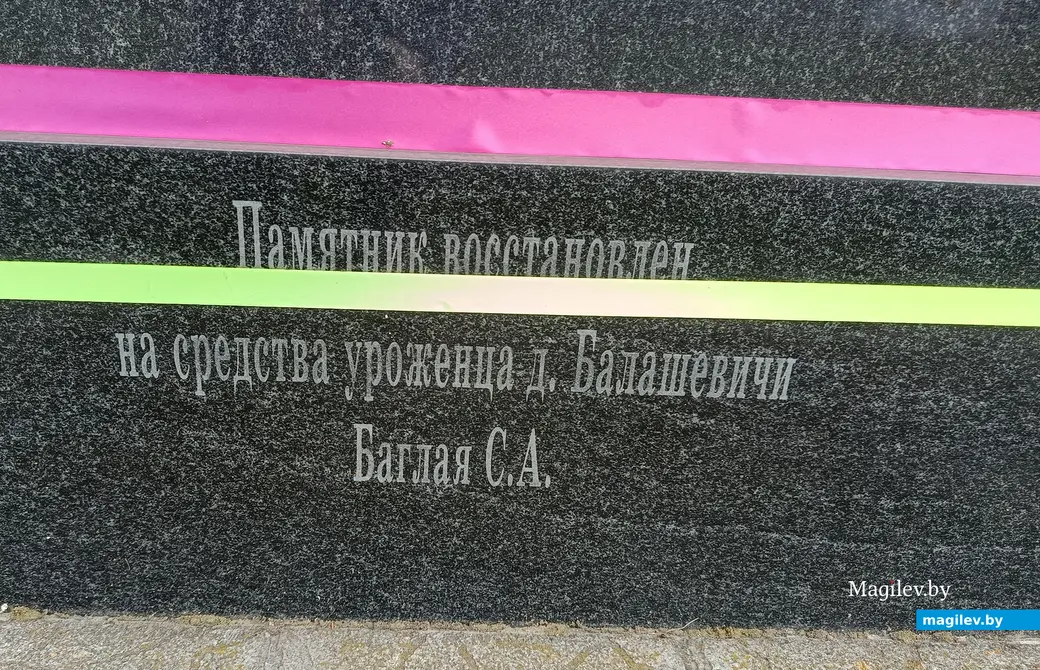 Памятник восстановлен
на средства уроженца д. Балашевичи
Баглая С.А.
Magilev.by
magilev.by